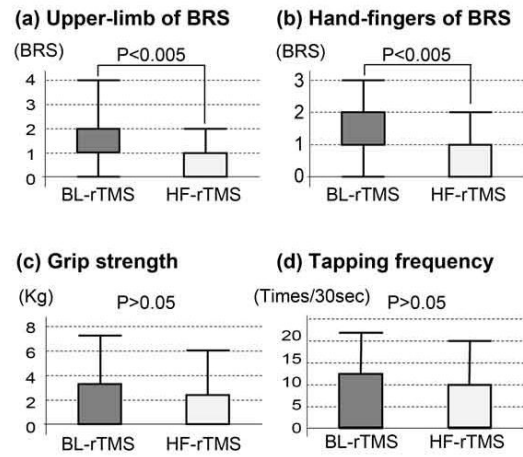 (a) Upper-limb of BRS
(BRS)
P<0.005
4
3
2
1
0
BL-rTMS HF-rTMS
(b) Hand-fingers of BRS
(BRS)
P<0.005
3
2
1
0
BL-rTMS HF-rTMS
(c) Grip strength
(Kg)
P>0.05
8
6
4
2
0
BL-rTMS HF-rTMS
(d) Tapping frequency
(Times/30sec) P>0.05
20
15
10
5
0
BL-rTMS HF-rTMS